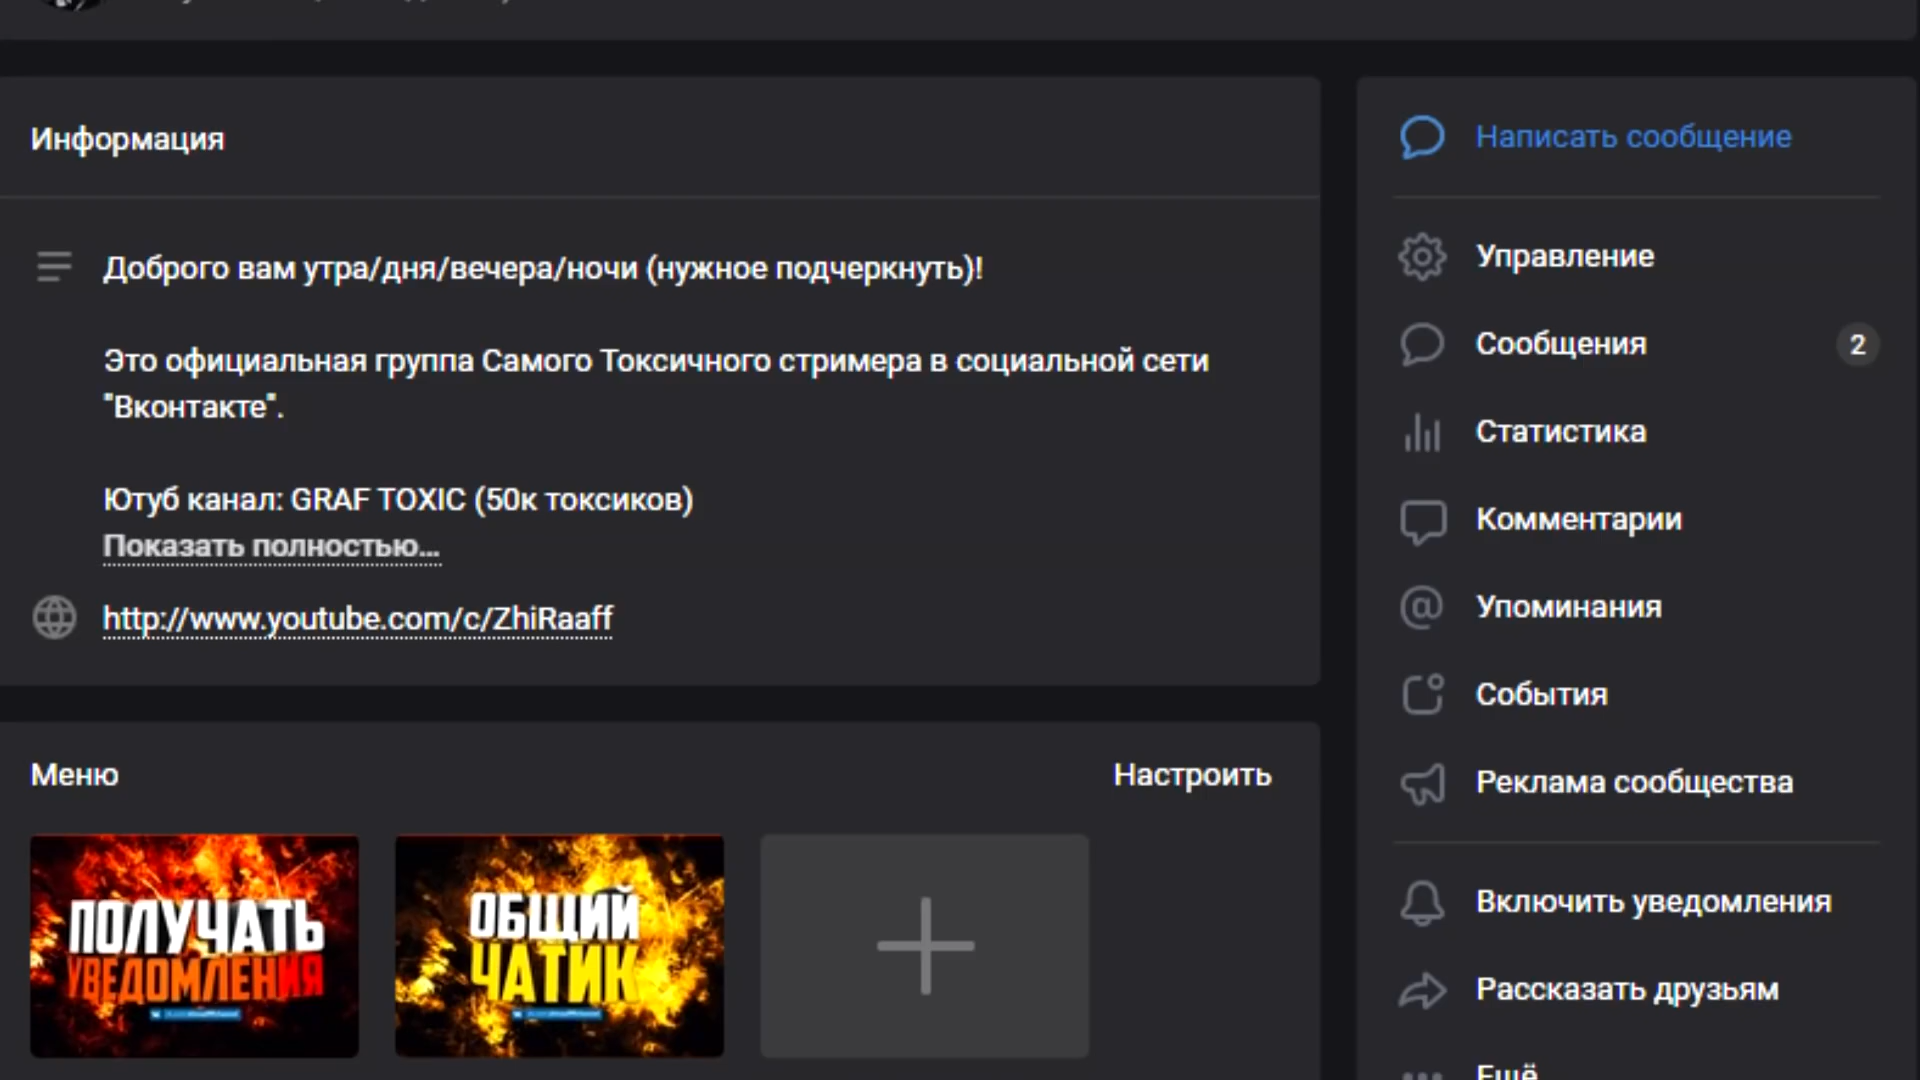 Информация
Доброго вам утра/дня/вечера/ночи (нужное подчеркнуть)!
Это официальная группа Самого Токсичного стримера в социальной сети
"Вконтакте".
Ютуб канал: GRAF TOXIC (50к токсиков)
Показать полностью...
http://www.youtube.com/c/ZhiRaaff
Меню
Настроить
ПОЛУЧАТЬ
УВЕДОМЛЕНИЯ
ОБЩИЙ
ЧАТИК
Написать сообщение
Управление
Сообщения
2
Статистика
Комментарии
Упоминания
События
Реклама сообщества
Включить уведомления
Рассказать друзьям
Ещё